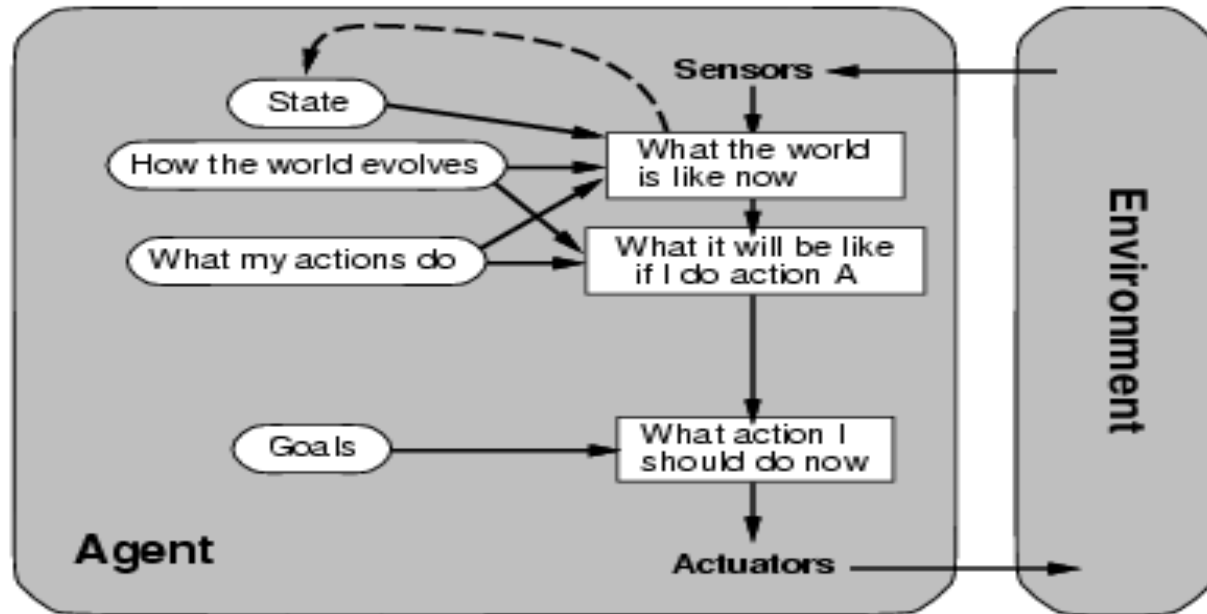 Sensors
State
What the world
is like now
How the world evolves
What my actions do
What it will be like
if I do action A
Environment
Goals
What action I
should do now
Agent
Actuators